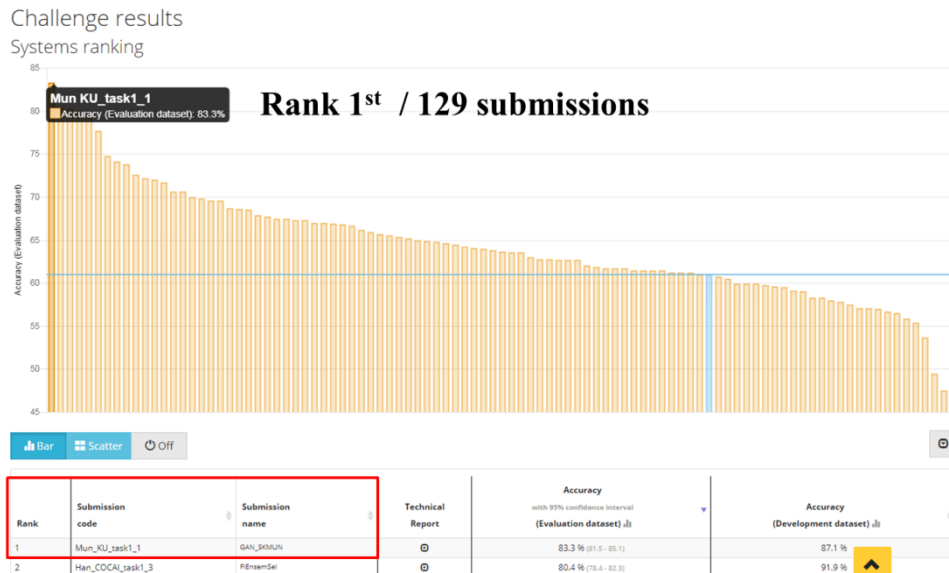 Challenge results
Systems ranking
85
Mun KU_task1_1
Accuracy (Evaluation dataset): 83.3%
Rank 1st / 129 submissions
80
75
70
65
60
55
50
45
Accuracy (Evaluation dataset)
Bar Scatter Off
Rank Submission code Submission name Technical Report Accuracy with 95% confidence interval (Evaluation dataset) Accuracy (Development dataset)
1 Mun_KU_task1_1 GAN_SKMUN 83.3 % (81.5 - 85.1) 87.1 %
2 Han_COCAI_task1_3 FlEnsemSel 80.4 % (78.4 - 82.3) 91.9 %